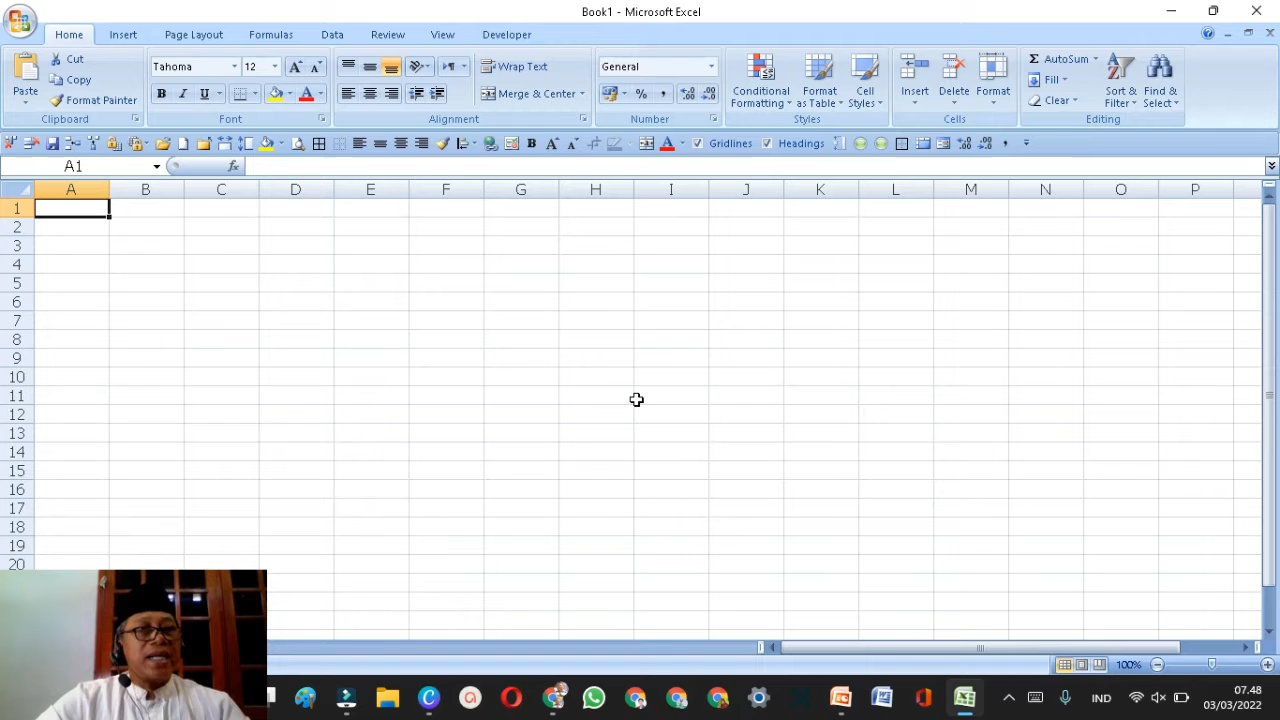 Book1 - Microsoft Excel
Home Insert Page Layout Formulas Data Review View Developer
Paste
Cut
Copy
Format Painter
Clipboard
Tahoma 12
B I U
Font
Wrap Text
Merge & Center
Alignment
General
%
Number
Conditional Formatting
Format as Table
Cell Styles
Styles
Insert Delete Format
Cells
Σ AutoSum
Fill
Clear
Sort & Filter
Find & Select
Editing
Gridlines Headings
A1 fx
A B C D E F G H I J K L M N O P
1
2
3
4
5
6
7
8
9
10
11
12
13
14
15
16
17
18
19
20
100%
IND
07.48
03/03/2022